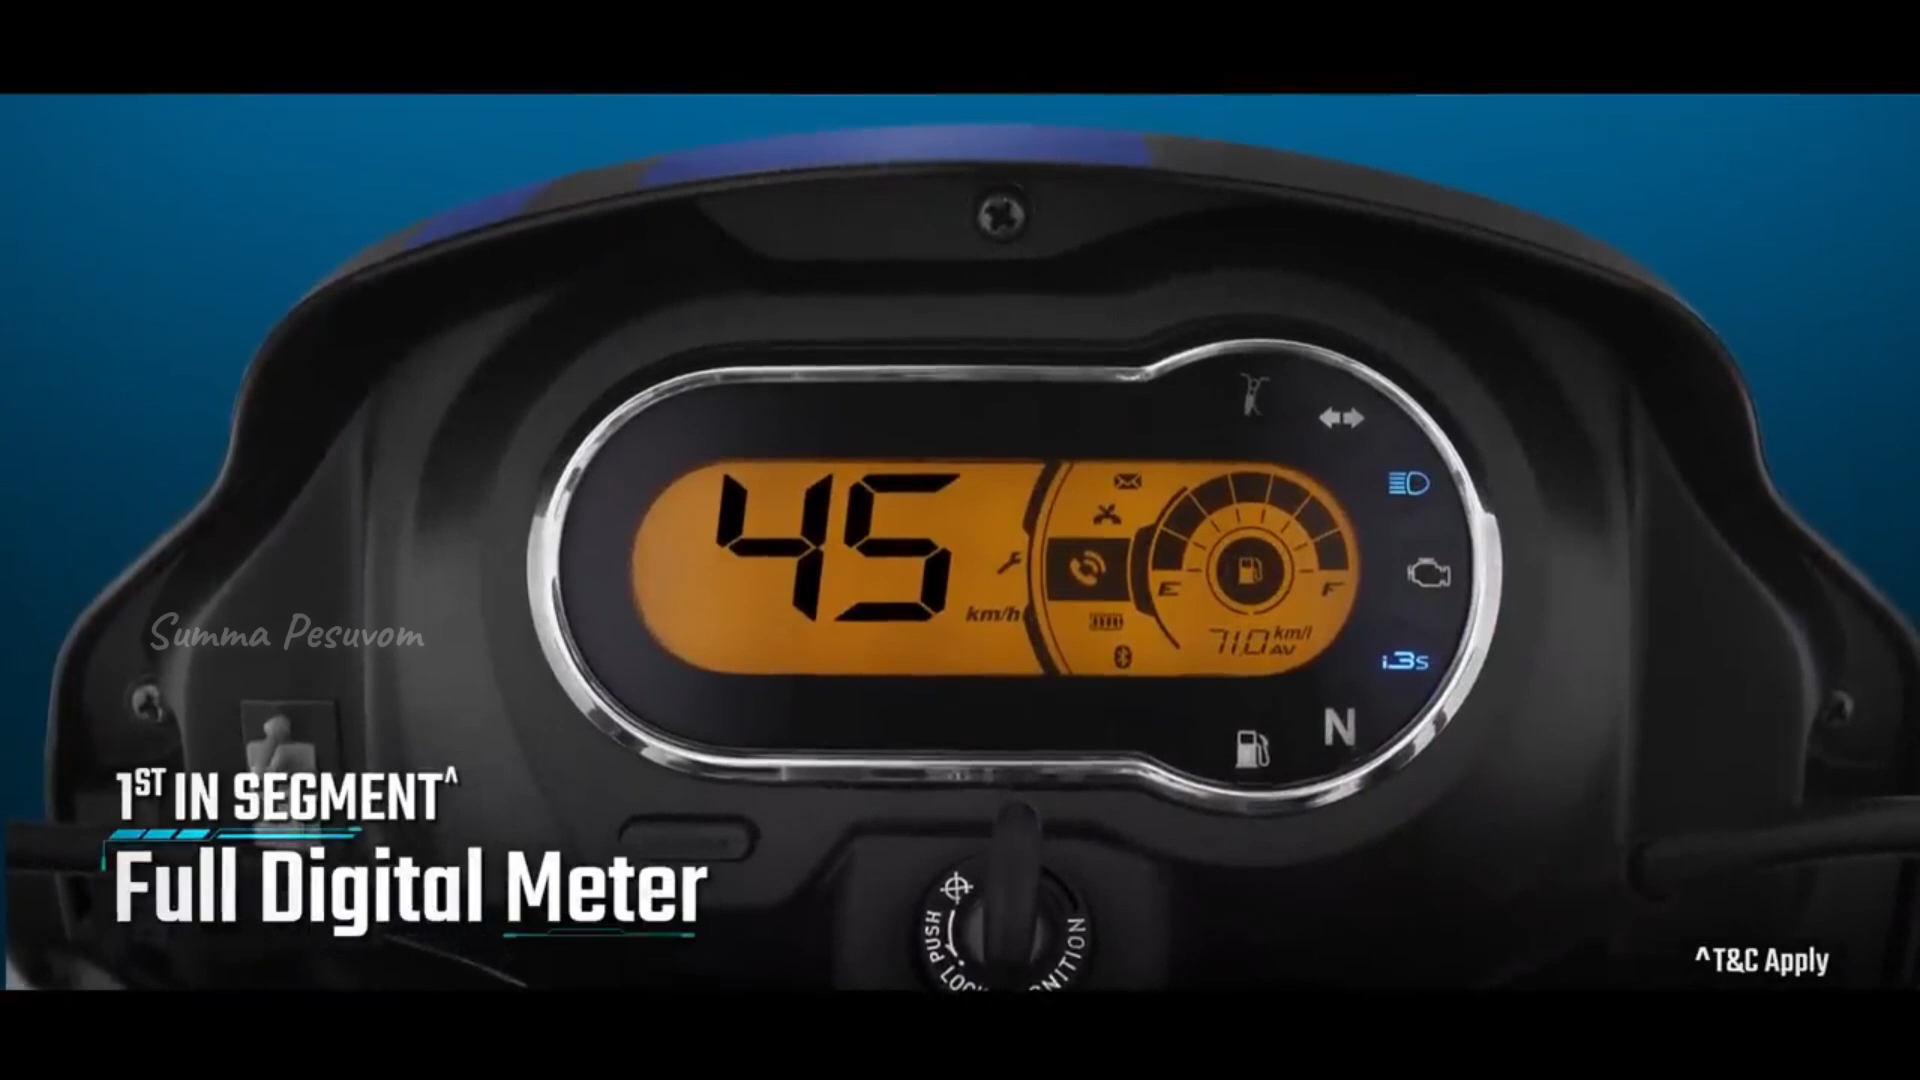 45
km/h
E
F
71.0 km/l
AV
i3s
N
Summa Pesuvom
1ST IN SEGMENT^
Full Digital Meter
PUSH
LOCK
IGNITION
^T&C Apply